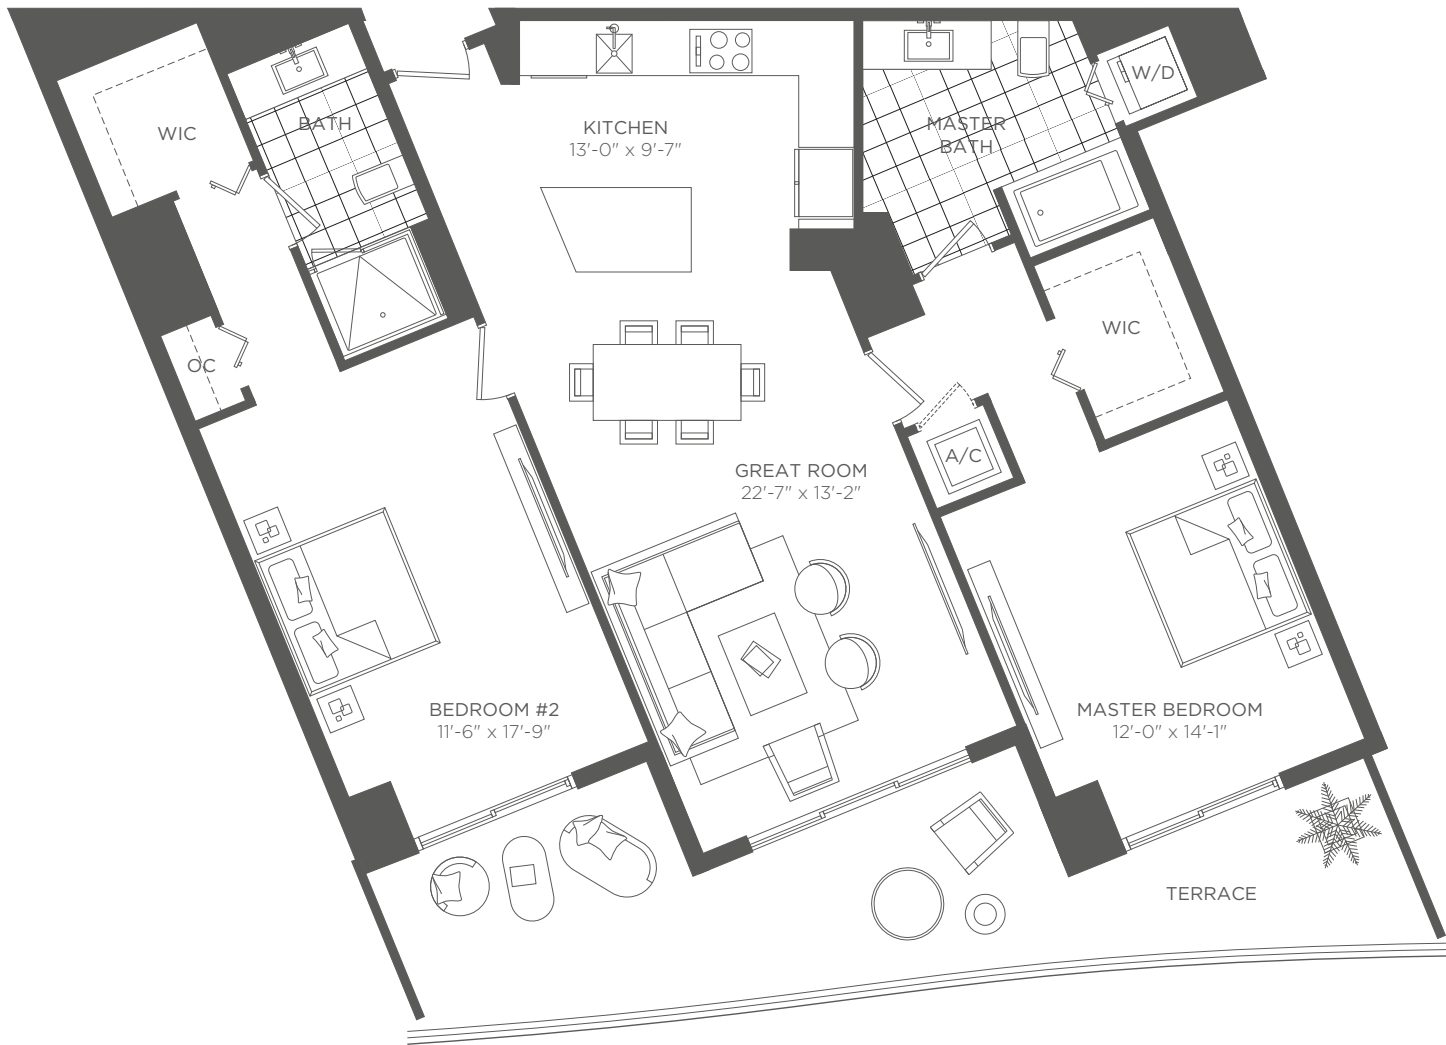 W/D
WIC
BATH
KITCHEN
13'-0" x 9'-7"
MASTER
BATH
WIC
OC
A/C
GREAT ROOM
22'-7" x 13'-2"
BEDROOM #2
11'-6" x 17'-9"
MASTER BEDROOM
12'-0" x 14'-1"
TERRACE